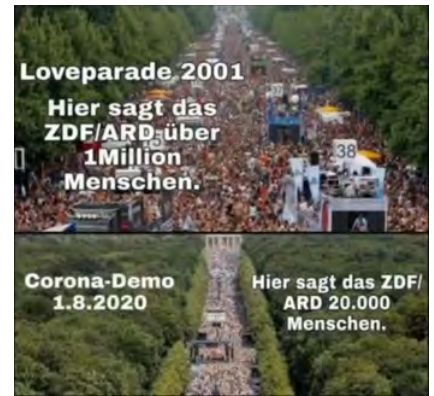 Loveparade 2001
Hier sagt das
ZDF/ARD über
1Million
Menschen.
38
Corona-Demo
1.8.2020
Hier sagt das ZDF/
ARD 20.000
Menschen.